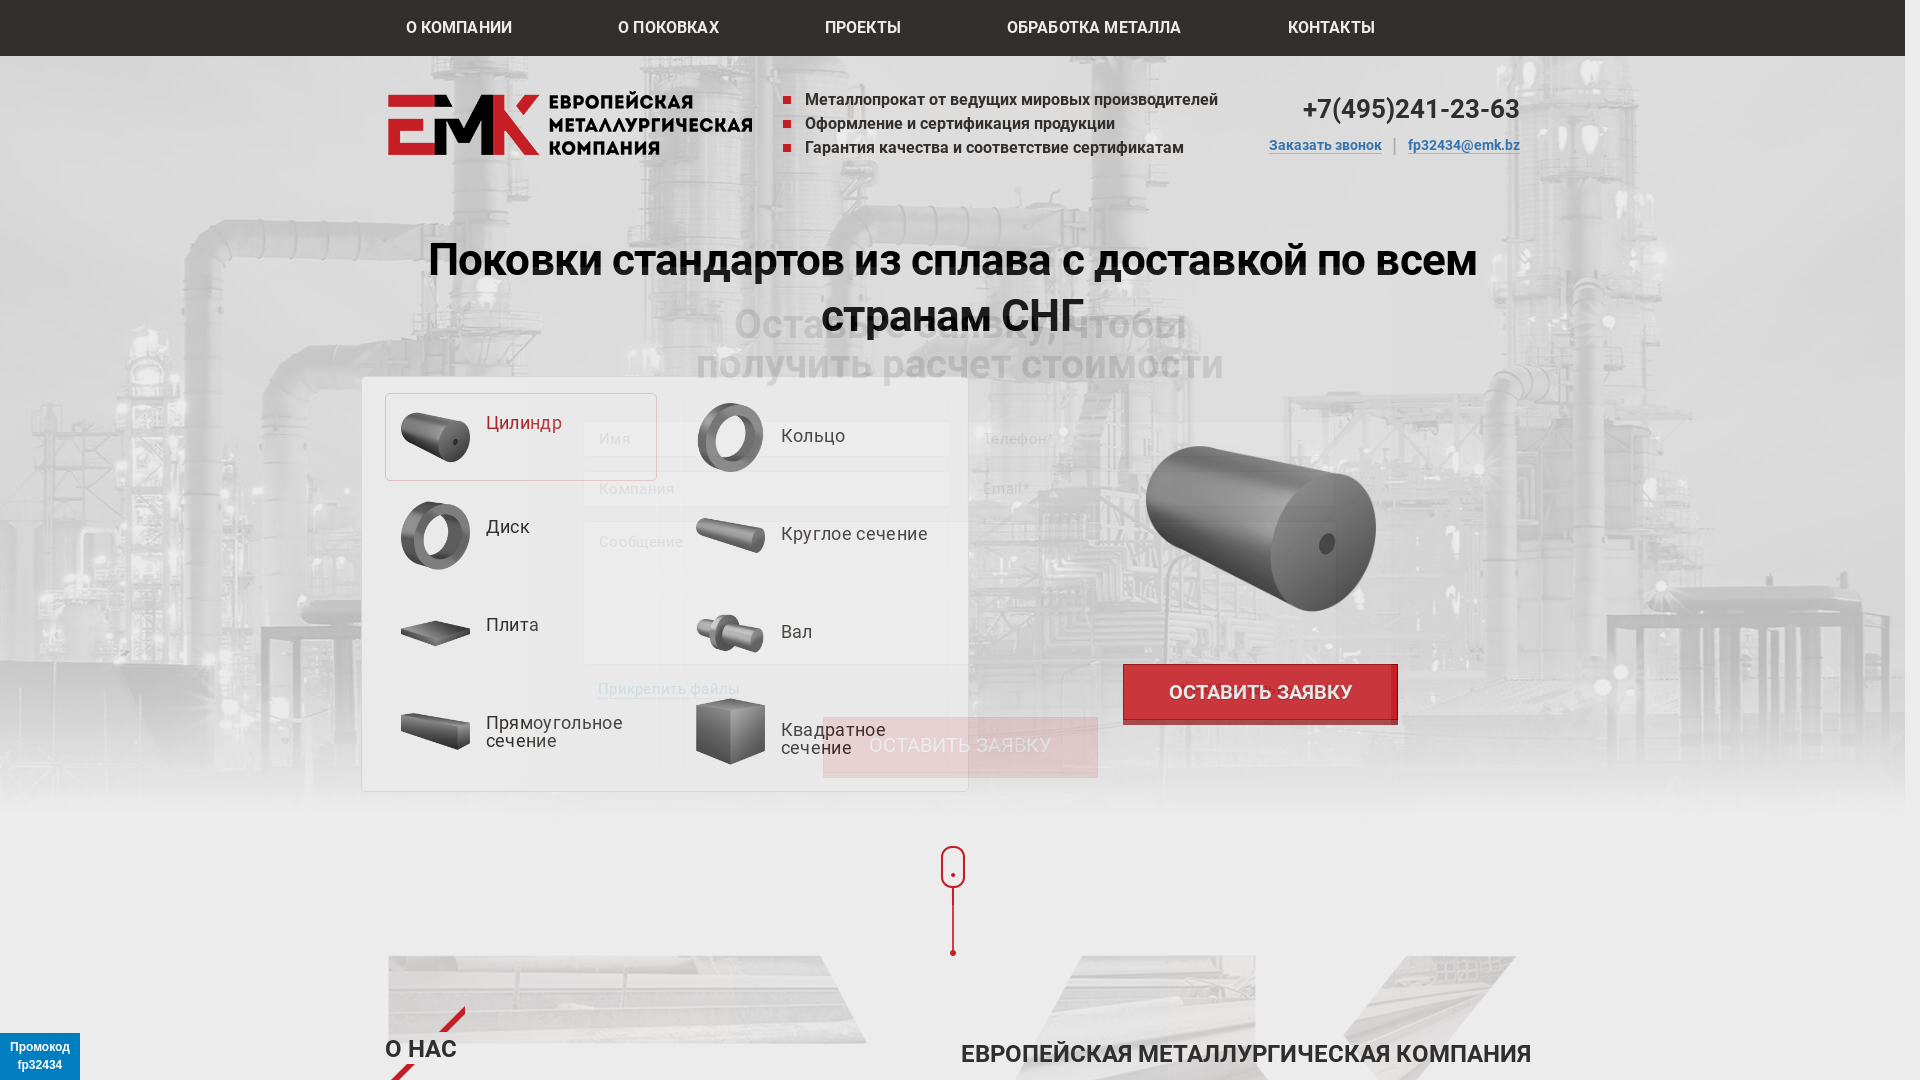 О КОМПАНИИ
О ПОКОВКАХ
ПРОЕКТЫ
ОБРАБОТКА МЕТАЛЛА
КОНТАКТЫ
ЕМК
ЕВРОПЕЙСКАЯ
МЕТАЛЛУРГИЧЕСКАЯ
КОМПАНИЯ
Металлопрокат от ведущих мировых производителей
Оформление и сертификация продукции
Гарантия качества и соответствие сертификатам
+7(495)241-23-63
Заказать звонок | fp32434@emk.bz
Поковки стандартов из сплава с доставкой по всем
странам СНГ
Оставьте заявку, чтобы
получить расчет стоимости
Цилиндр
Кольцо
Диск
Круглое сечение
Плита
Вал
Прямоугольное
сечение
Квадратное
сечение
Имя
Телефон*
Компания
Email*
Сообщение
Прикрепить файлы
ОСТАВИТЬ ЗАЯВКУ
ОСТАВИТЬ ЗАЯВКУ
О НАС
ЕВРОПЕЙСКАЯ МЕТАЛЛУРГИЧЕСКАЯ КОМПАНИЯ
Промокод
fp32434